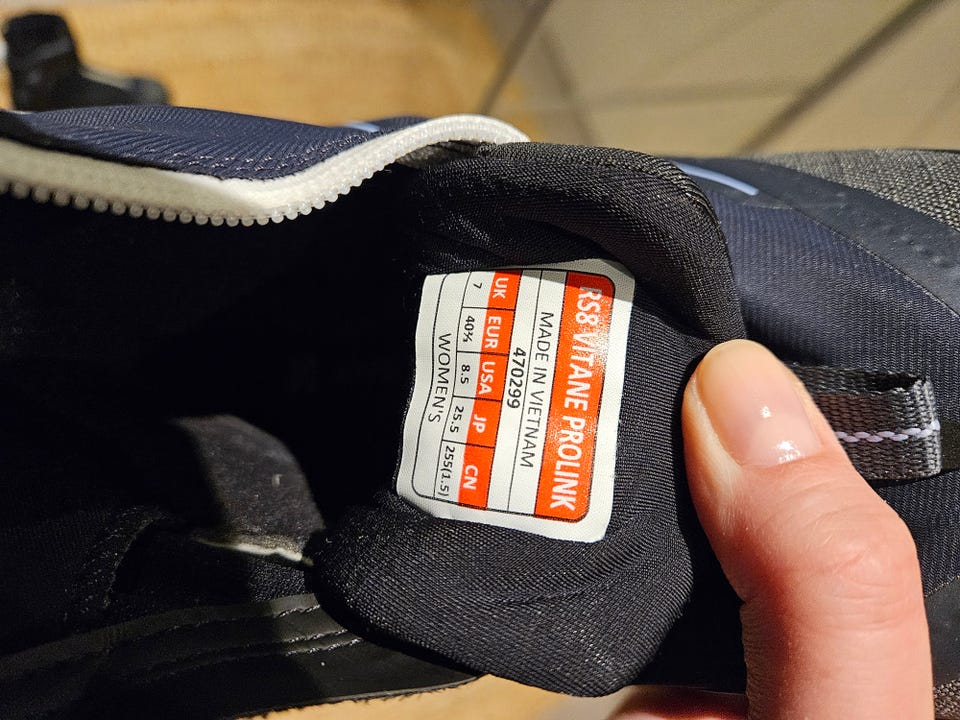 RS8 VITANE PROLINK
MADE IN VIETNAM
470299
UK EUR USA JP CN
7 40⅔ 8.5 25.5 255(1.5)
WOMEN'S